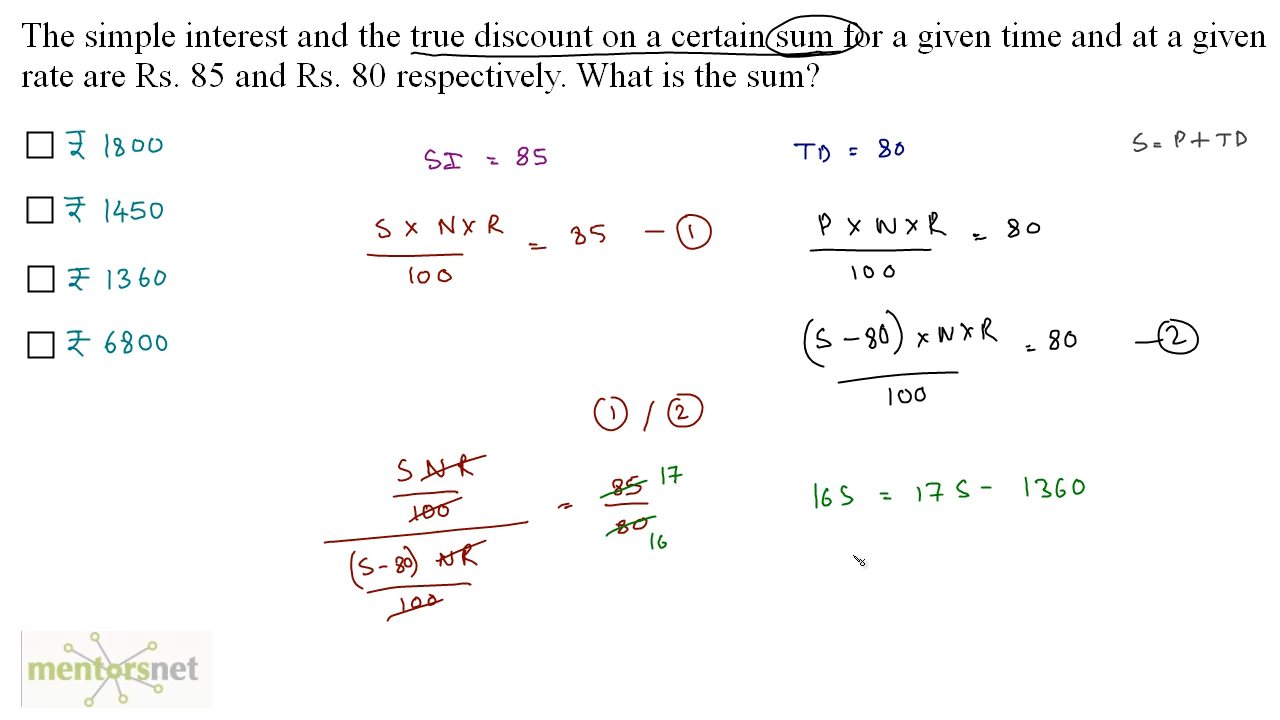 The simple interest and the true discount on a certain sum for a given time and at a given
rate are Rs. 85 and Rs. 80 respectively. What is the sum?
₹ 1800
₹ 1450
₹ 1360
₹ 6800
SI = 85
S × N × R
100
= 85 – ①
TD = 80
S = P + TD
P × N × R
100
= 80
(S – 80) × N × R
100
= 80 – ②
① / ②
S N R
100
(S – 80) N R
100
= 85 17
80 16
16S = 17S – 1360
mentorsnet